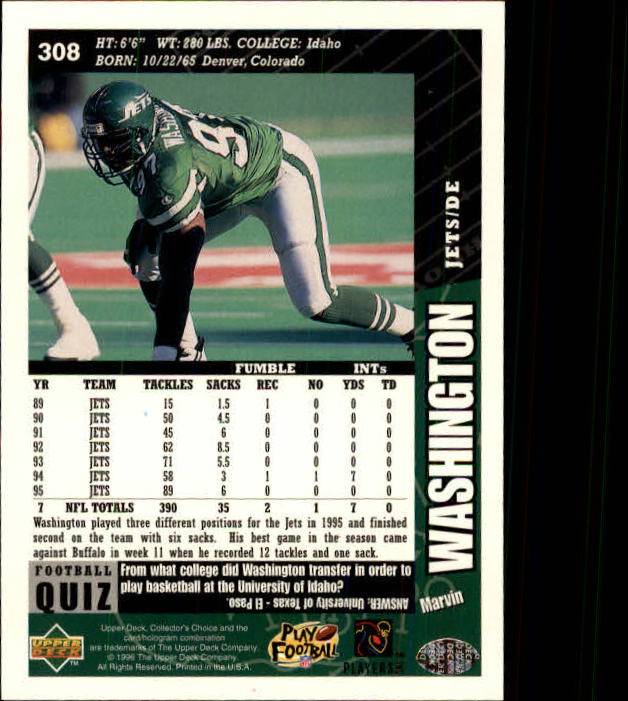 308
HT: 6'6" WT: 280 LBS. COLLEGE: Idaho
BORN: 10/22/65 Denver, Colorado
JETS
WASHINGTON
97
JETS/DE
WASHINGTON
Marvin
FUMBLE INTs
YR TEAM TACKLES SACKS REC NO YDS TD
89 JETS 15 1.5 1 0 0 0
90 JETS 50 4.5 0 0 0 0
91 JETS 45 6 0 0 0 0
92 JETS 62 8.5 0 0 0 0
93 JETS 71 5.5 0 0 0 0
94 JETS 58 3 1 1 7 0
95 JETS 89 6 0 0 0 0
7 NFL TOTALS 390 35 2 1 7 0
Washington played three different positions for the Jets in 1995 and finished
second on the team with six sacks. His best game in the season came
against Buffalo in week 11 when he recorded 12 tackles and one sack.
FOOTBALL
QUIZ
From what college did Washington transfer in order to
play basketball at the University of Idaho?
ANSWER: University of Texas - El Paso.
UPPER
DECK
TM
Upper Deck, Collector's Choice and the
card/hologram combination
are trademarks of The Upper Deck Company.
© 1996 The Upper Deck Company.
All Rights Reserved. Printed in the U.S.A.
PLAY
FOOTBALL
NFL
PLAYERS
INC